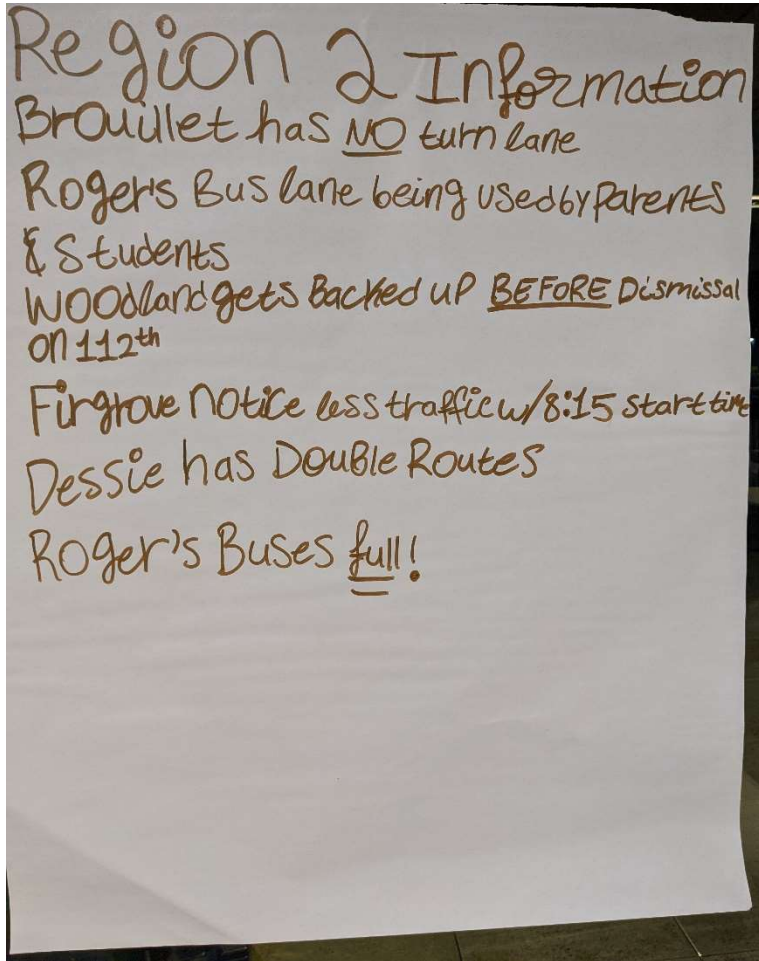 Region 2 Information
Brouillet has NO turn lane
Roger's Bus lane being used by Parents
& Students
Woodland gets Backed up BEFORE Dismissal
on 112th
Firgrove notice less traffic w/8:15 start time
Dessie has Double Routes
Roger's Buses full!